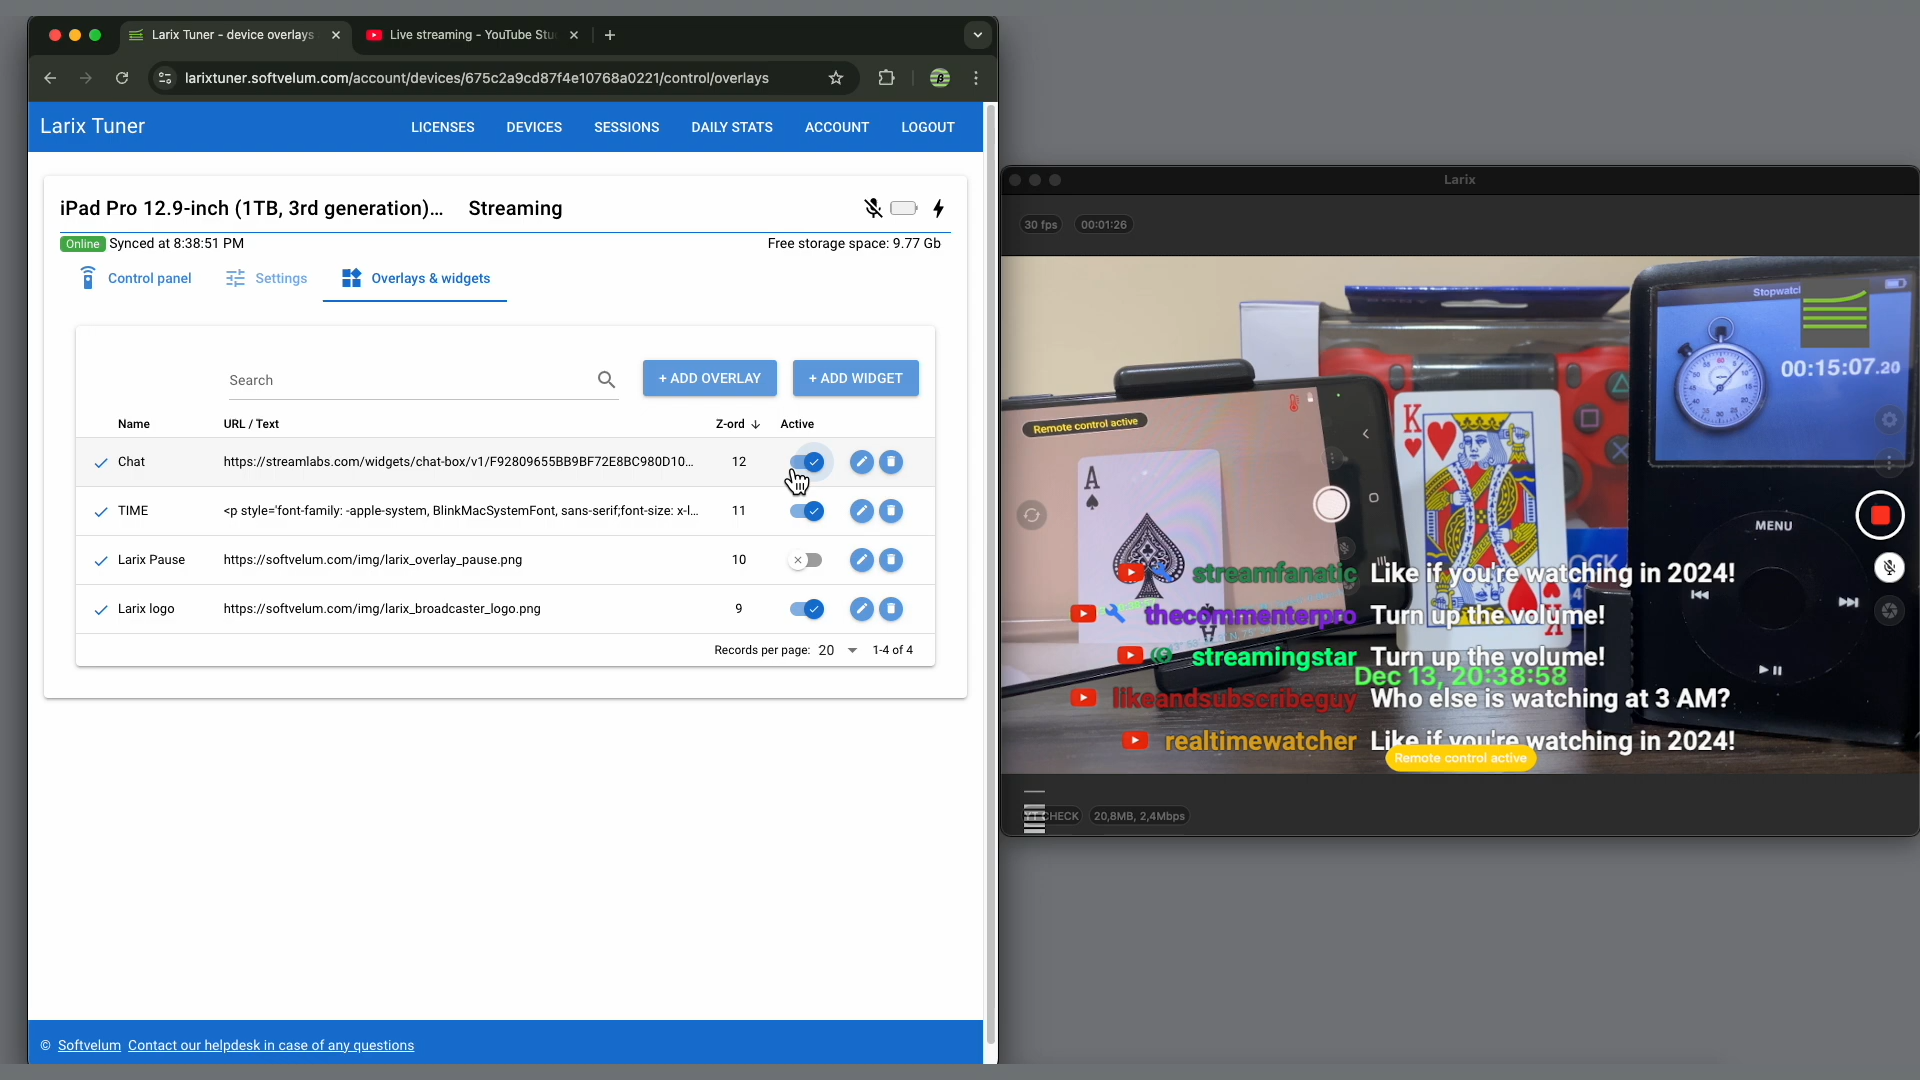 Larix Tuner - device overlays
Live streaming - YouTube Stu
larixtuner.softvelum.com/account/devices/675c2a9cd87f4e10768a0221/control/overlays
Larix Tuner
LICENSES
DEVICES
SESSIONS
DAILY STATS
ACCOUNT
LOGOUT
iPad Pro 12.9-inch (1TB, 3rd generation)...
Streaming
Online
Synced at 8:38:51 PM
Free storage space: 9.77 Gb
Control panel
Settings
Overlays & widgets
Search
+ ADD OVERLAY
+ ADD WIDGET
Name
URL / Text
Z-ord
Active
Chat
https://streamlabs.com/widgets/chat-box/v1/F92809655BB9BF72E8BC980D10...
12
TIME
<p style='font-family: -apple-system, BlinkMacSystemFont, sans-serif;font-size: x-l...
11
Larix Pause
https://softvelum.com/img/larix_overlay_pause.png
10
Larix logo
https://softvelum.com/img/larix_broadcaster_logo.png
9
Records per page: 20
1-4 of 4
© Softvelum Contact our helpdesk in case of any questions
Larix
30 fps
00:01:26
Stopwatc
00:15:07.20
Remote control active
K
A
MENU
streamfanatic Like if you're watching in 2024!
thecommenterpro Turn up the volume!
streamingstar Turn up the volume!
Dec 13, 20:38:58
likeandsubscribeguy Who else is watching at 3 AM?
realtimewatcher Like if you're watching in 2024!
Remote control active
YT CHECK
20,8MB, 2,4Mbps